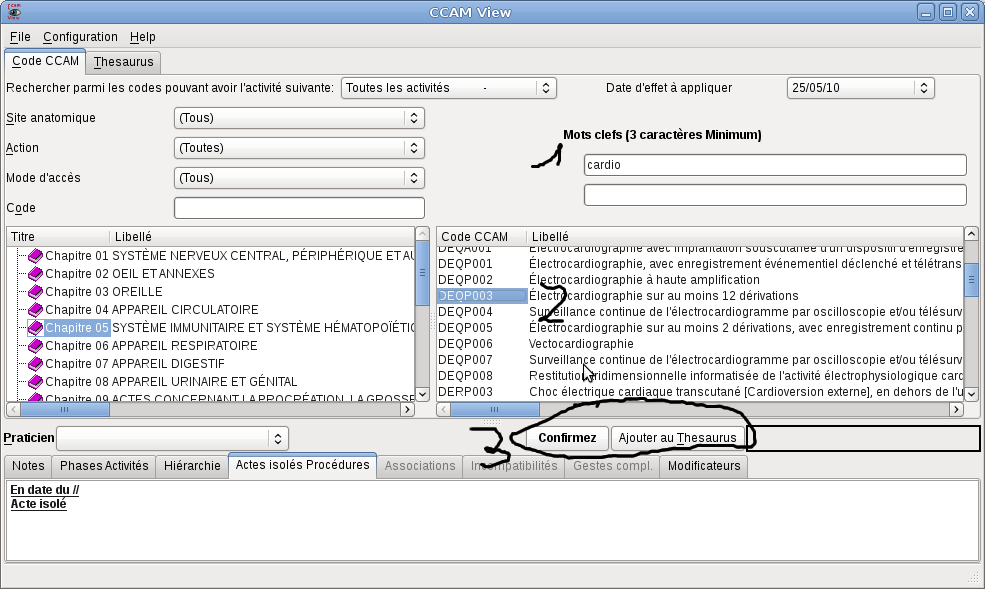 CCAM View
File Configuration Help
Code CCAM Thesaurus
Rechercher parmi les codes pouvant avoir l'activité suivante: Toutes les activités - Date d'effet à appliquer 25/05/10
Site anatomique (Tous)
Mots clefs (3 caractères Minimum)
Action (Toutes) 1 cardio
Mode d'accès (Tous)
Code
Titre Libellé
Chapitre 01 SYSTÈME NERVEUX CENTRAL, PÉRIPHÉRIQUE ET AU
Chapitre 02 OEIL ET ANNEXES
Chapitre 03 OREILLE
Chapitre 04 APPAREIL CIRCULATOIRE
Chapitre 05 SYSTÈME IMMUNITAIRE ET SYSTÈME HÉMATOPOÏÉTIQ
Chapitre 06 APPAREIL RESPIRATOIRE
Chapitre 07 APPAREIL DIGESTIF
Chapitre 08 APPAREIL URINAIRE ET GÉNITAL
Chapitre 09 ACTES CONCERNANT LA PROCRÉATION, LA GROSSE
Code CCAM Libellé
DEQA001 Électrocardiographie avec implantation souscutanée d'un dispositif d'enregistre
DEQP001 Électrocardiographie, avec enregistrement événementiel déclenché et télétrans
DEQP002 Électrocardiographie à haute amplification
DEQP003 Électrocardiographie sur au moins 12 dérivations
2
DEQP004 Surveillance continue de l'électrocardiogramme par oscilloscopie et/ou télésurv
DEQP005 Électrocardiographie sur au moins 2 dérivations, avec enregistrement continu p
DEQP006 Vectocardiographie
DEQP007 Surveillance continue de l'électrocardiogramme par oscilloscopie et/ou télésurv
DEQP008 Restitution tridimensionnelle informatisée de l'activité électrophysiologique card
DERP003 Choc électrique cardiaque transcutané [Cardioversion externe], en dehors de l'u
Praticien 3 Confirmez Ajouter au Thesaurus
Notes Phases Activités Hiérarchie Actes isolés Procédures Associations Incompatibilités Gestes compl. Modificateurs
En date du //
Acte isolé